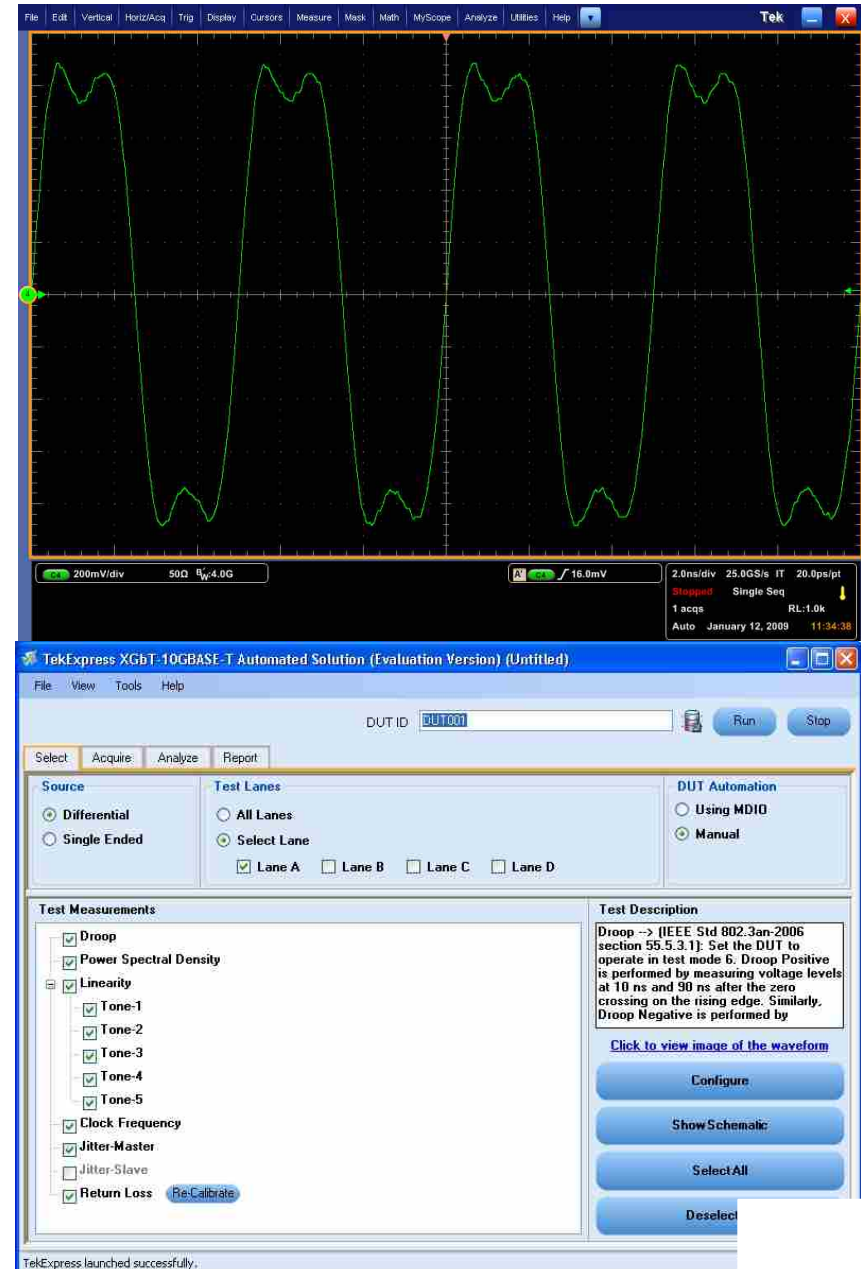 File Edit Vertical Horiz/Acq Trig Display Cursors Measure Mask Math MyScope Analyze Utilities Help Tek
C4 200mV/div 50Ω BW:4.0G
A' C4 16.0mV
2.0ns/div 25.0GS/s IT 20.0ps/pt
Stopped Single Seq
1 acqs RL:1.0k
Auto January 12, 2009 11:34:38
TekExpress XGbT-10GBASE-T Automated Solution (Evaluation Version) (Untitled)
File View Tools Help
DUT ID DUT001 Run Stop
Select Acquire Analyze Report
Source Test Lanes DUT Automation
Differential All Lanes Using MDIO
Single Ended Select Lane Manual
Lane A Lane B Lane C Lane D
Test Measurements Test Description
Droop
Power Spectral Density
Linearity
Tone-1
Tone-2
Tone-3
Tone-4
Tone-5
Clock Frequency
Jitter-Master
Jitter-Slave
Return Loss Re-Calibrate
Droop --> (IEEE Std 802.3an-2006
section 55.5.3.1): Set the DUT to
operate in test mode 6. Droop Positive
is performed by measuring voltage levels
at 10 ns and 90 ns after the zero
crossing on the rising edge. Similarly,
Droop Negative is performed by
Click to view image of the waveform
Configure
Show Schematic
Select All
Deselect
TekExpress launched successfully.